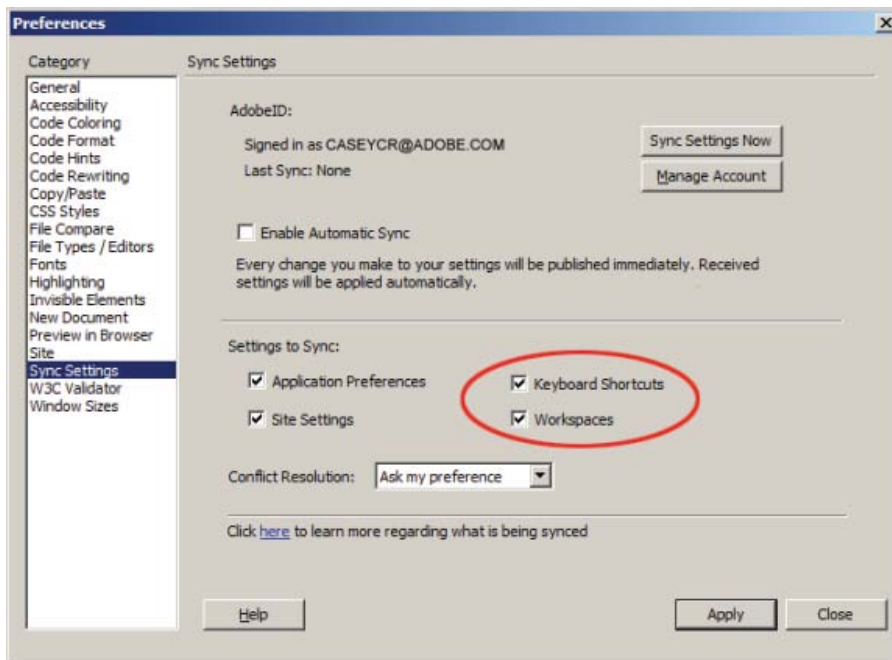 Preferences
Category
General
Accessibility
Code Coloring
Code Format
Code Hints
Code Rewriting
Copy/Paste
CSS Styles
File Compare
File Types / Editors
Fonts
Highlighting
Invisible Elements
New Document
Preview in Browser
Site
Sync Settings
W3C Validator
Window Sizes
Sync Settings
AdobeID:
Signed in as CASEYCR@ADOBE.COM
Sync Settings Now
Last Sync: None
Manage Account
Enable Automatic Sync
Every change you make to your settings will be published immediately. Received
settings will be applied automatically.
Settings to Sync:
Application Preferences
Keyboard Shortcuts
Site Settings
Workspaces
Conflict Resolution:
Ask my preference
Click here to learn more regarding what is being synced
Help
Apply
Close